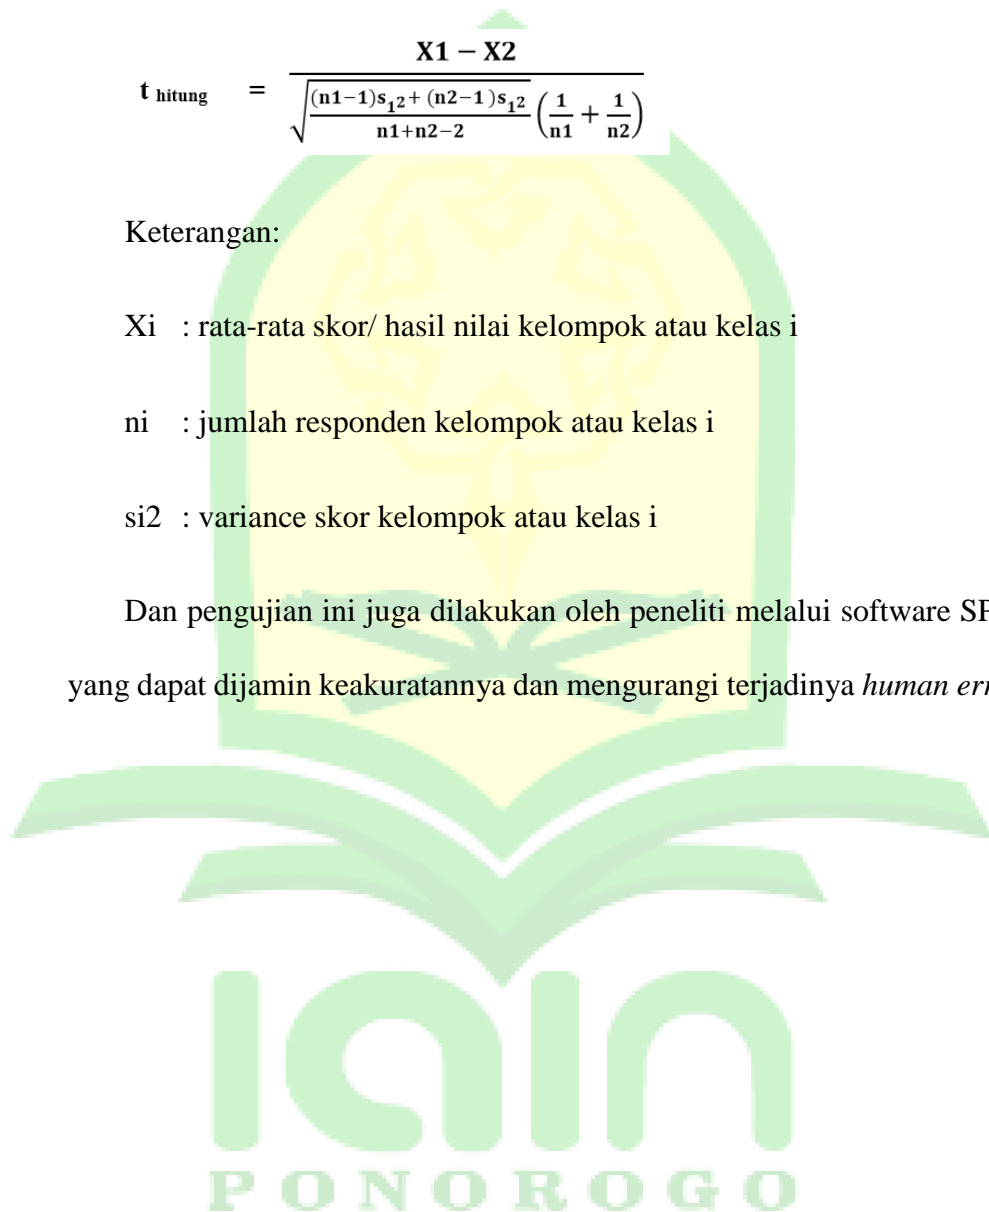 t hitung = X1 − X2 / √((n1−1)s₁2 + (n2−1)s₁2 / n1+n2−2) (1/n1 + 1/n2)
Keterangan:
Xi : rata-rata skor/ hasil nilai kelompok atau kelas i
ni : jumlah responden kelompok atau kelas i
si2 : variance skor kelompok atau kelas i
Dan pengujian ini juga dilakukan oleh peneliti melalui software
yang dapat dijamin keakuratannya dan mengurangi terjadinya human
iain
PONOROGO